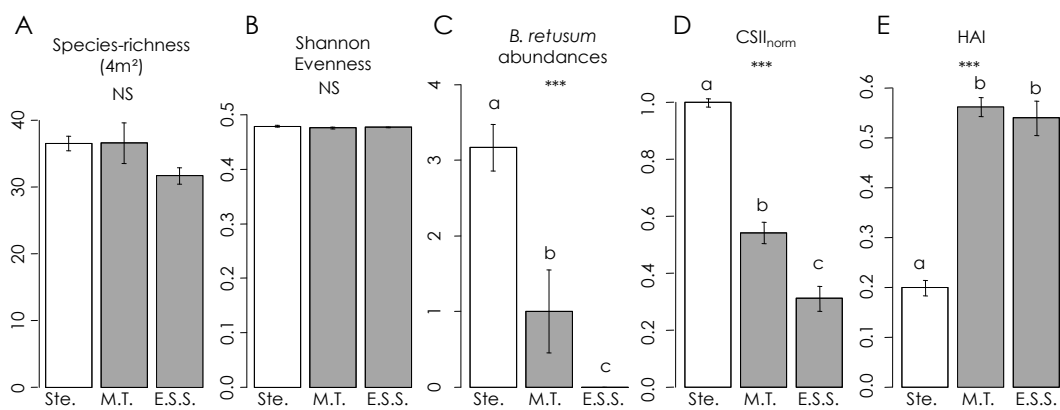 A
Species-richness
(4m²)
NS
0 10 20 30 40
Ste. M.T. E.S.S.
B
Shannon
Evenness
NS
0.0 0.1 0.2 0.3 0.4 0.5
Ste. M.T. E.S.S.
C
B. retusum
abundances
***
a
b
c
0 1 2 3 4
Ste. M.T. E.S.S.
D
CSIInorm
***
a
b
c
0.0 0.2 0.4 0.6 0.8 1.0
Ste. M.T. E.S.S.
E
HAI
***
a
b
b
0.0 0.1 0.2 0.3 0.4 0.5 0.6
Ste. M.T. E.S.S.